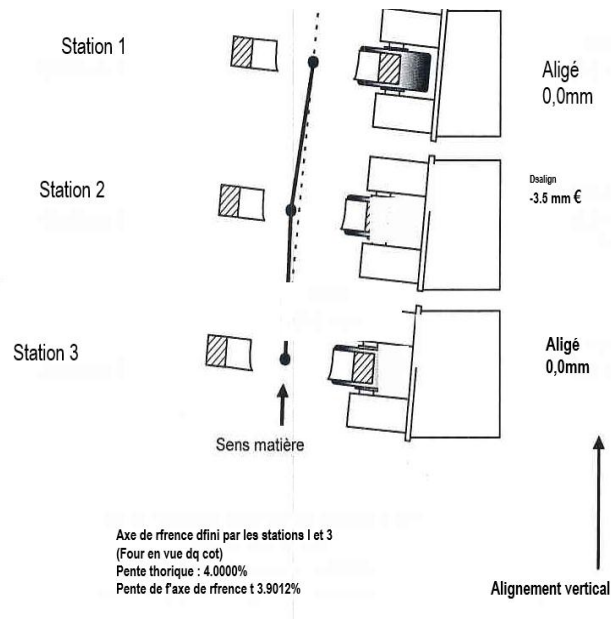 Station 1
Aligé
0,0mm
Station 2
Dsalign
-3.5 mm €
Station 3
Aligé
0,0mm
Sens matière
Axe de rfrence dfini par les stations I et 3
(Four en vue dq cot)
Pente thorique : 4.0000%
Pente de f'axe de rfrence t 3.9012%
Alignement vertical